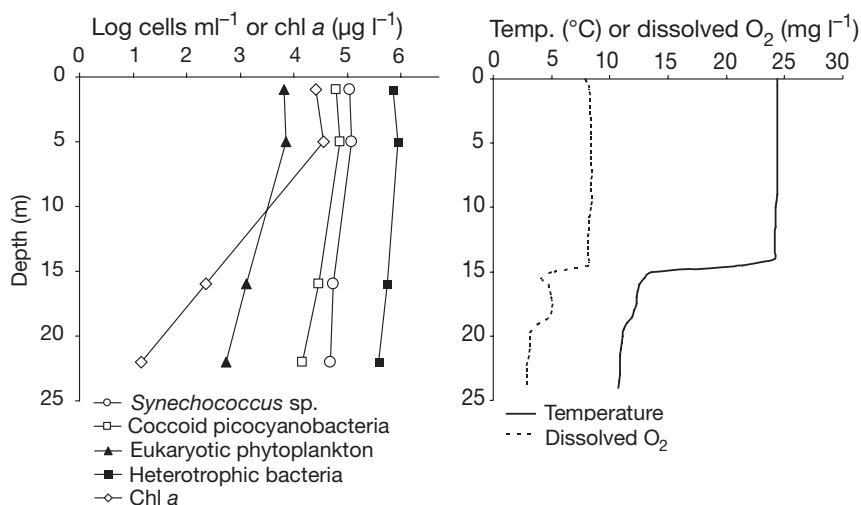 Log cells ml⁻¹ or chl a (µg l⁻¹)
0 1 2 3 4 5 6
0
5
10
15
20
25
Depth (m)
Synechococcus sp.
Coccoid picocyanobacteria
Eukaryotic phytoplankton
Heterotrophic bacteria
Chl a
Temp. (°C) or dissolved O₂ (mg l⁻¹)
0 5 10 15 20 25 30
0
5
10
15
20
25
Temperature
Dissolved O₂